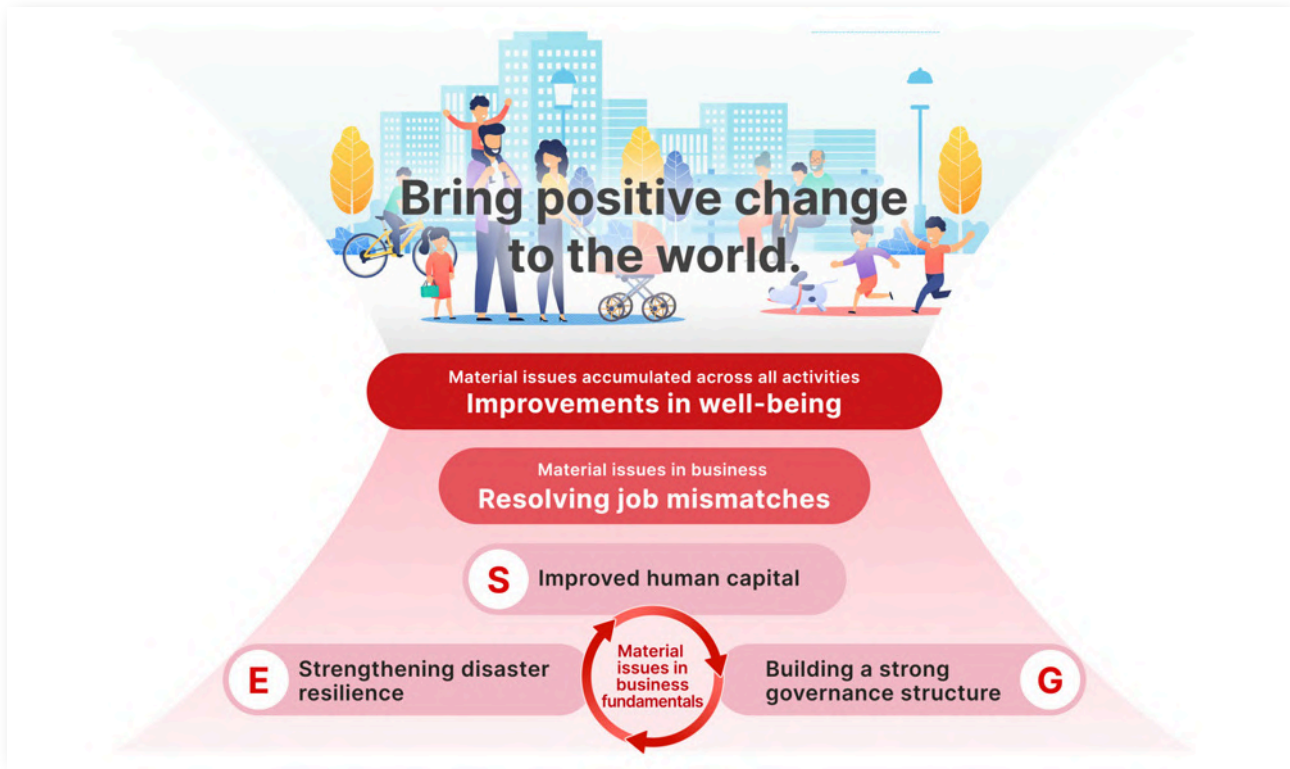 Bring positive change
to the world.
Material issues accumulated across all activities
Improvements in well-being
Material issues in business
Resolving job mismatches
S
Improved human capital
E
Strengthening disaster
resilience
Material
issues in
business
fundamentals
Building a strong
governance structure
G